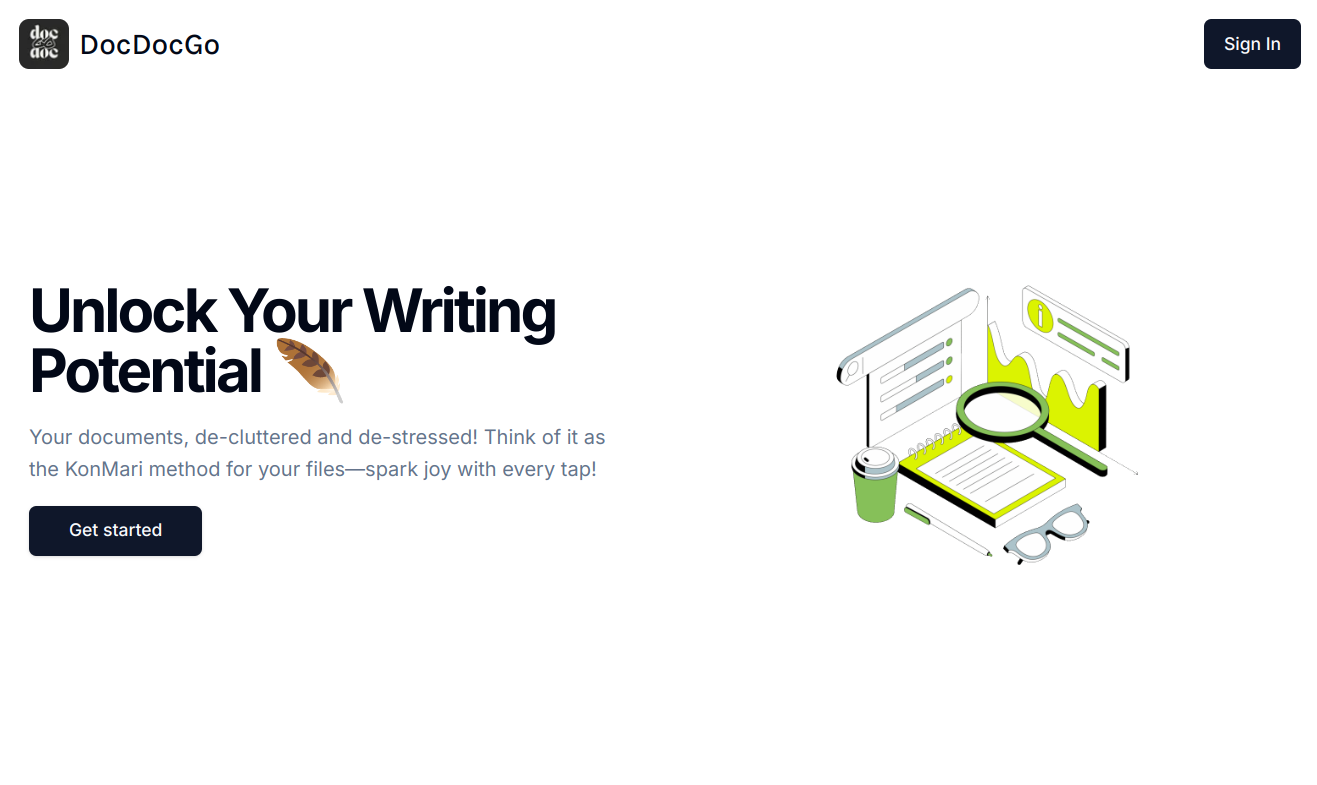 doc
GO
doc
DocDocGo
Sign In
Unlock Your Writing
Potential 🪶
Your documents, de-cluttered and de-stressed! Think of it as
the KonMari method for your files—spark joy with every tap!
Get started
i